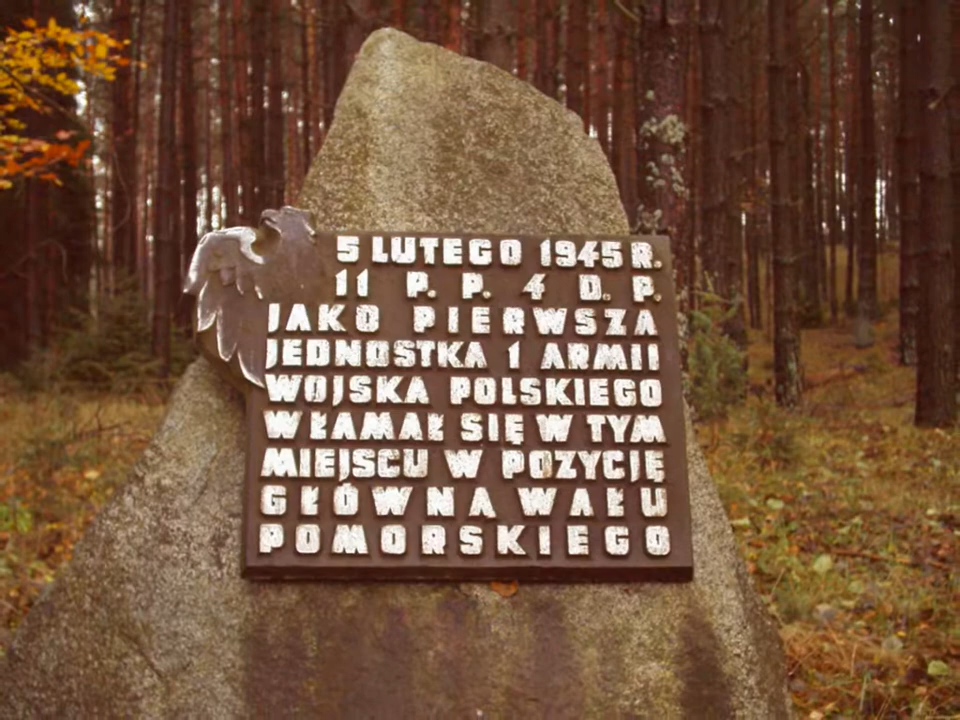 5 LUTEGO 1945 R.
11 P. P. 4 D. P.
JAKO PIERWSZA
JEDNOSTKA 1 ARMII
WOJSKA POLSKIEGO
WŁAMAŁ SIĘ W TYM
MIEJSCU W POZYCJĘ
GŁÓWNA WAŁU
POMORSKIEGO